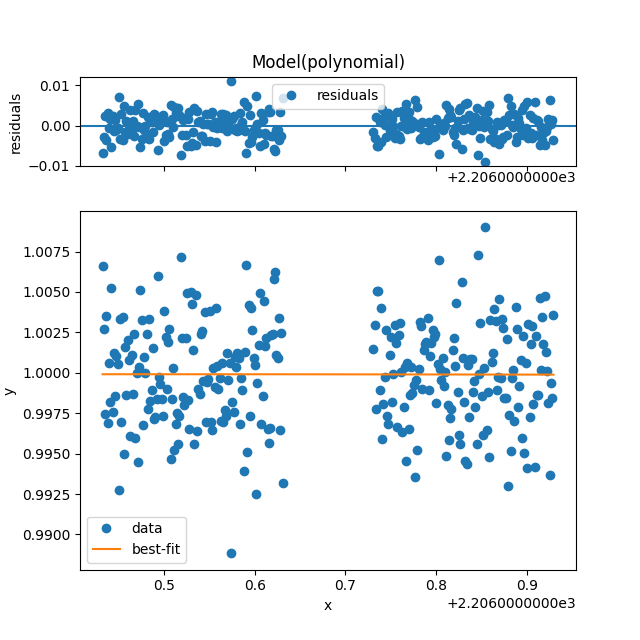 Model(polynomial)
residuals
0.01
0.00
−0.01
residuals
+2.2060000000e3
y
1.0075
1.0050
1.0025
1.0000
0.9975
0.9950
0.9925
0.9900
data
best-fit
0.5 0.6 0.7 0.8 0.9
x
+2.2060000000e3